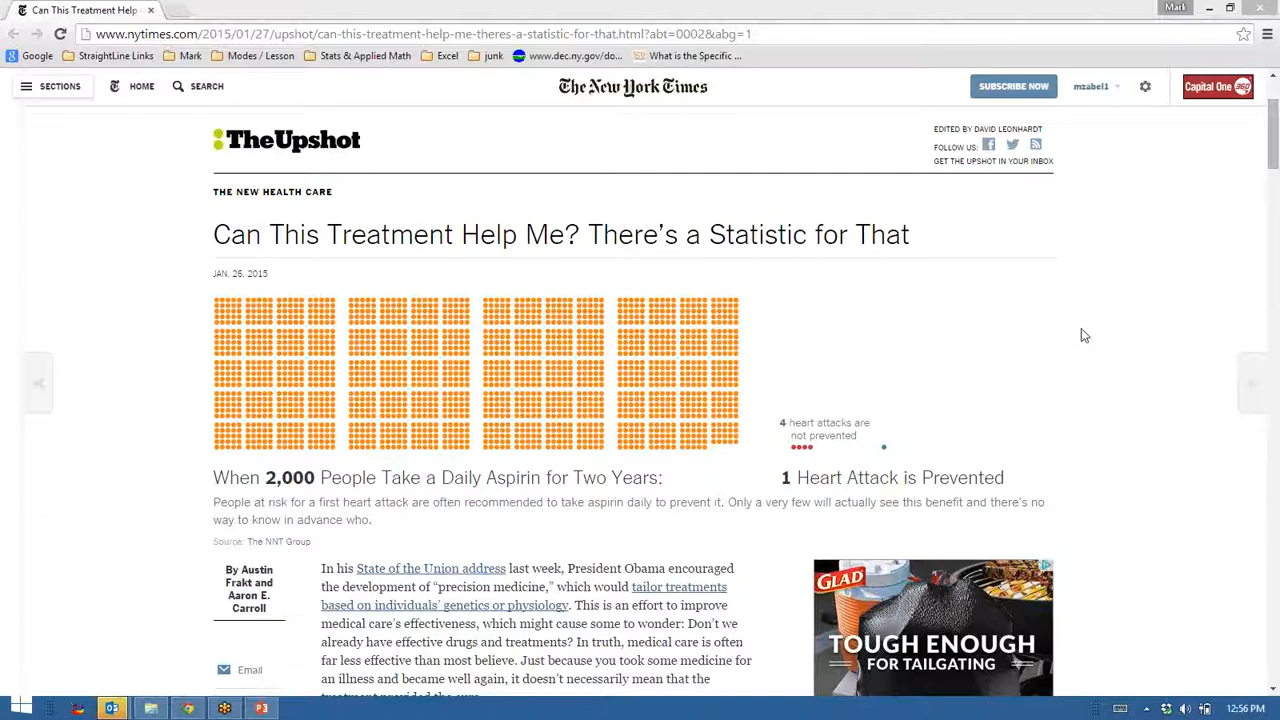 Can This Treatment Help M
Mark
www.nytimes.com/2015/01/27/upshot/can-this-treatment-help-me-theres-a-statistic-for-that.html?abt=0002&abg=1
Google StraightLine Links Mark Modes / Lesson Stats & Applied Math Excel junk www.dec.ny.gov/do... What is the Specific ...
SECTIONS HOME SEARCH The New York Times SUBSCRIBE NOW mzabel1 Capital One 360
TheUpshot
EDITED BY DAVID LEONHARDT
FOLLOW US:
GET THE UPSHOT IN YOUR INBOX
THE NEW HEALTH CARE
Can This Treatment Help Me? There's a Statistic for That
JAN. 26, 2015
4 heart attacks are
not prevented
When 2,000 People Take a Daily Aspirin for Two Years:
1 Heart Attack is Prevented
People at risk for a first heart attack are often recommended to take aspirin daily to prevent it. Only a very few will actually see this benefit and there's no
way to know in advance who.
Source: The NNT Group
By Austin
Frakt and
Aaron E.
Carroll
Email
In his State of the Union address last week, President Obama encouraged
the development of “precision medicine,” which would tailor treatments
based on individuals’ genetics or physiology. This is an effort to improve
medical care’s effectiveness, which might cause some to wonder: Don’t we
already have effective drugs and treatments? In truth, medical care is often
far less effective than most believe. Just because you took some medicine for
an illness and became well again, it doesn’t necessarily mean that the
treatment provided the cure.
GLAD
TOUGH ENOUGH
FOR TAILGATING
12:56 PM